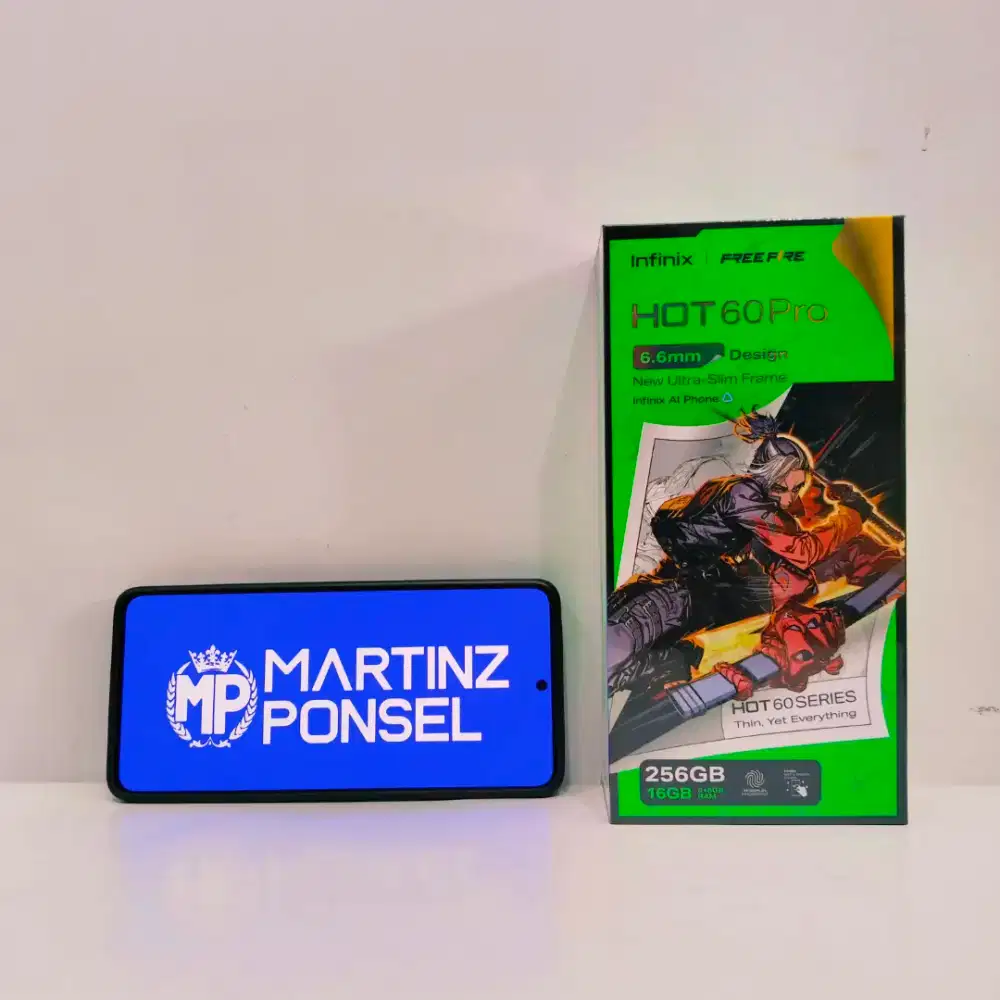 MP
MARTINZ
PONSEL
Infinix | FREE FIRE
HOT 60 Pro
6.6mm Design
New Ultra-Slim Frame
Infinix AI Phone
HOT 60 SERIES
Thin, Yet Everything
256GB
16GB
RAM